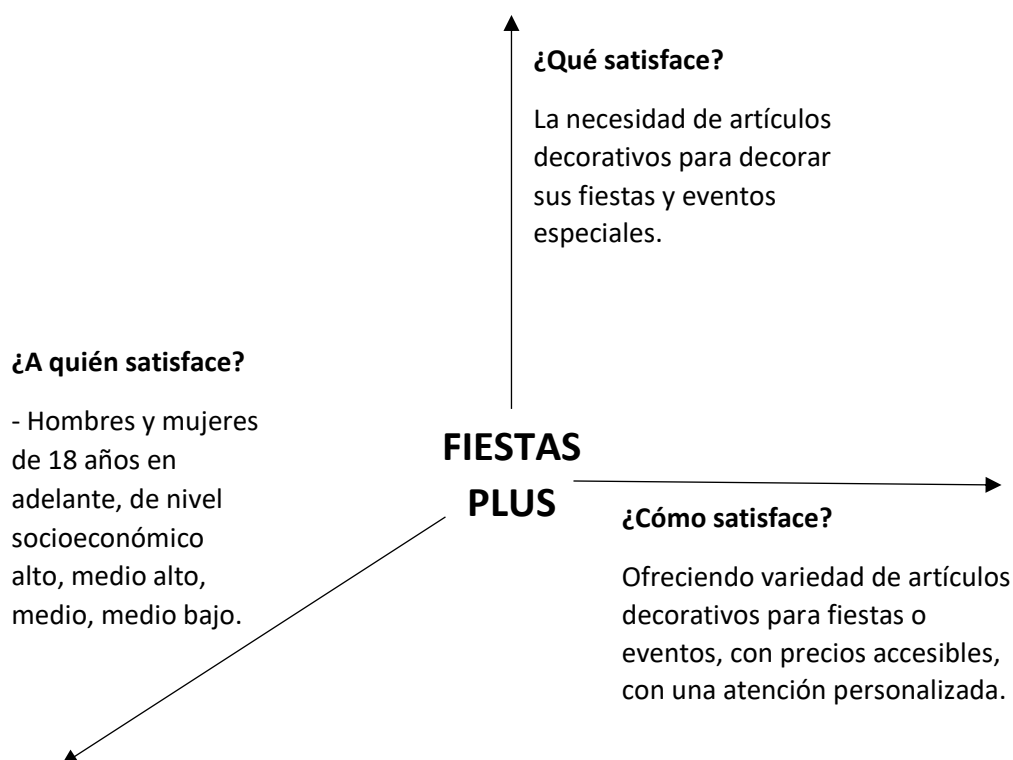 ¿Qué satisface?
La necesidad de artículos
decorativos para decorar
sus fiestas y eventos
especiales.
¿A quién satisface?
- Hombres y mujeres
de 18 años en
adelante, de nivel
socioeconómico
alto, medio alto,
medio, medio bajo.
FIESTAS
PLUS
¿Cómo satisface?
Ofreciendo variedad de artículos
decorativos para fiestas o
eventos, con precios accesibles,
con una atención personalizada.